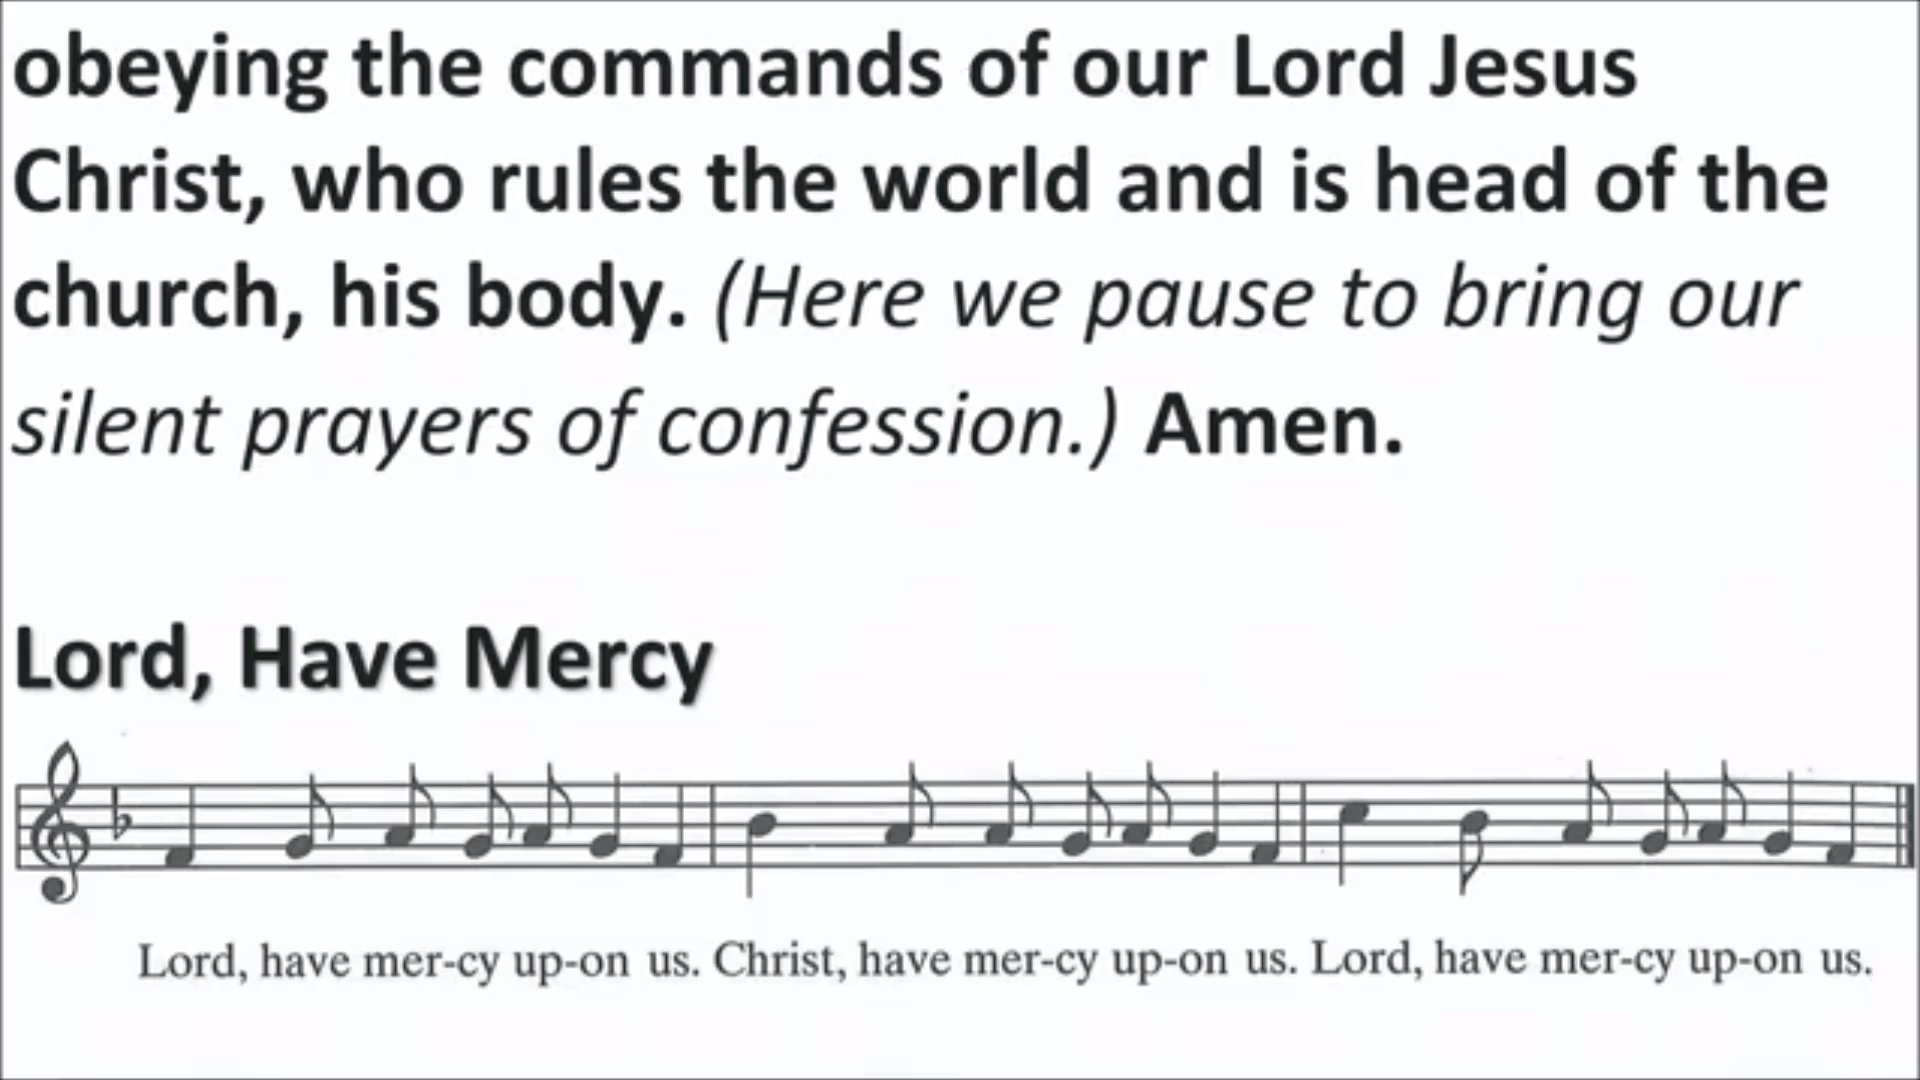 obeying the commands of our Lord Jesus
Christ, who rules the world and is head of the
church, his body. (Here we pause to bring our
silent prayers of confession.) Amen.
Lord, Have Mercy
Lord, have mer-cy up-on us. Christ, have mer-cy up-on us. Lord, have mer-cy up-on us.